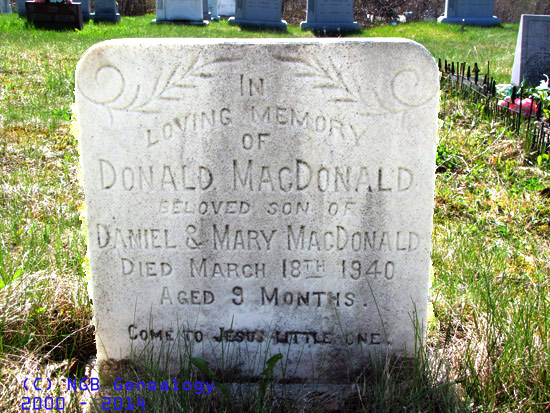 IN
LOVING MEMORY
OF
DONALD MACDONALD
BELOVED SON OF
DANIEL & MARY MACDONALD
DIED MARCH 18TH 1940
AGED 9 MONTHS.
COME TO JESUS LITTLE ONE.
(C) NGB Genealogy
2000 - 2014